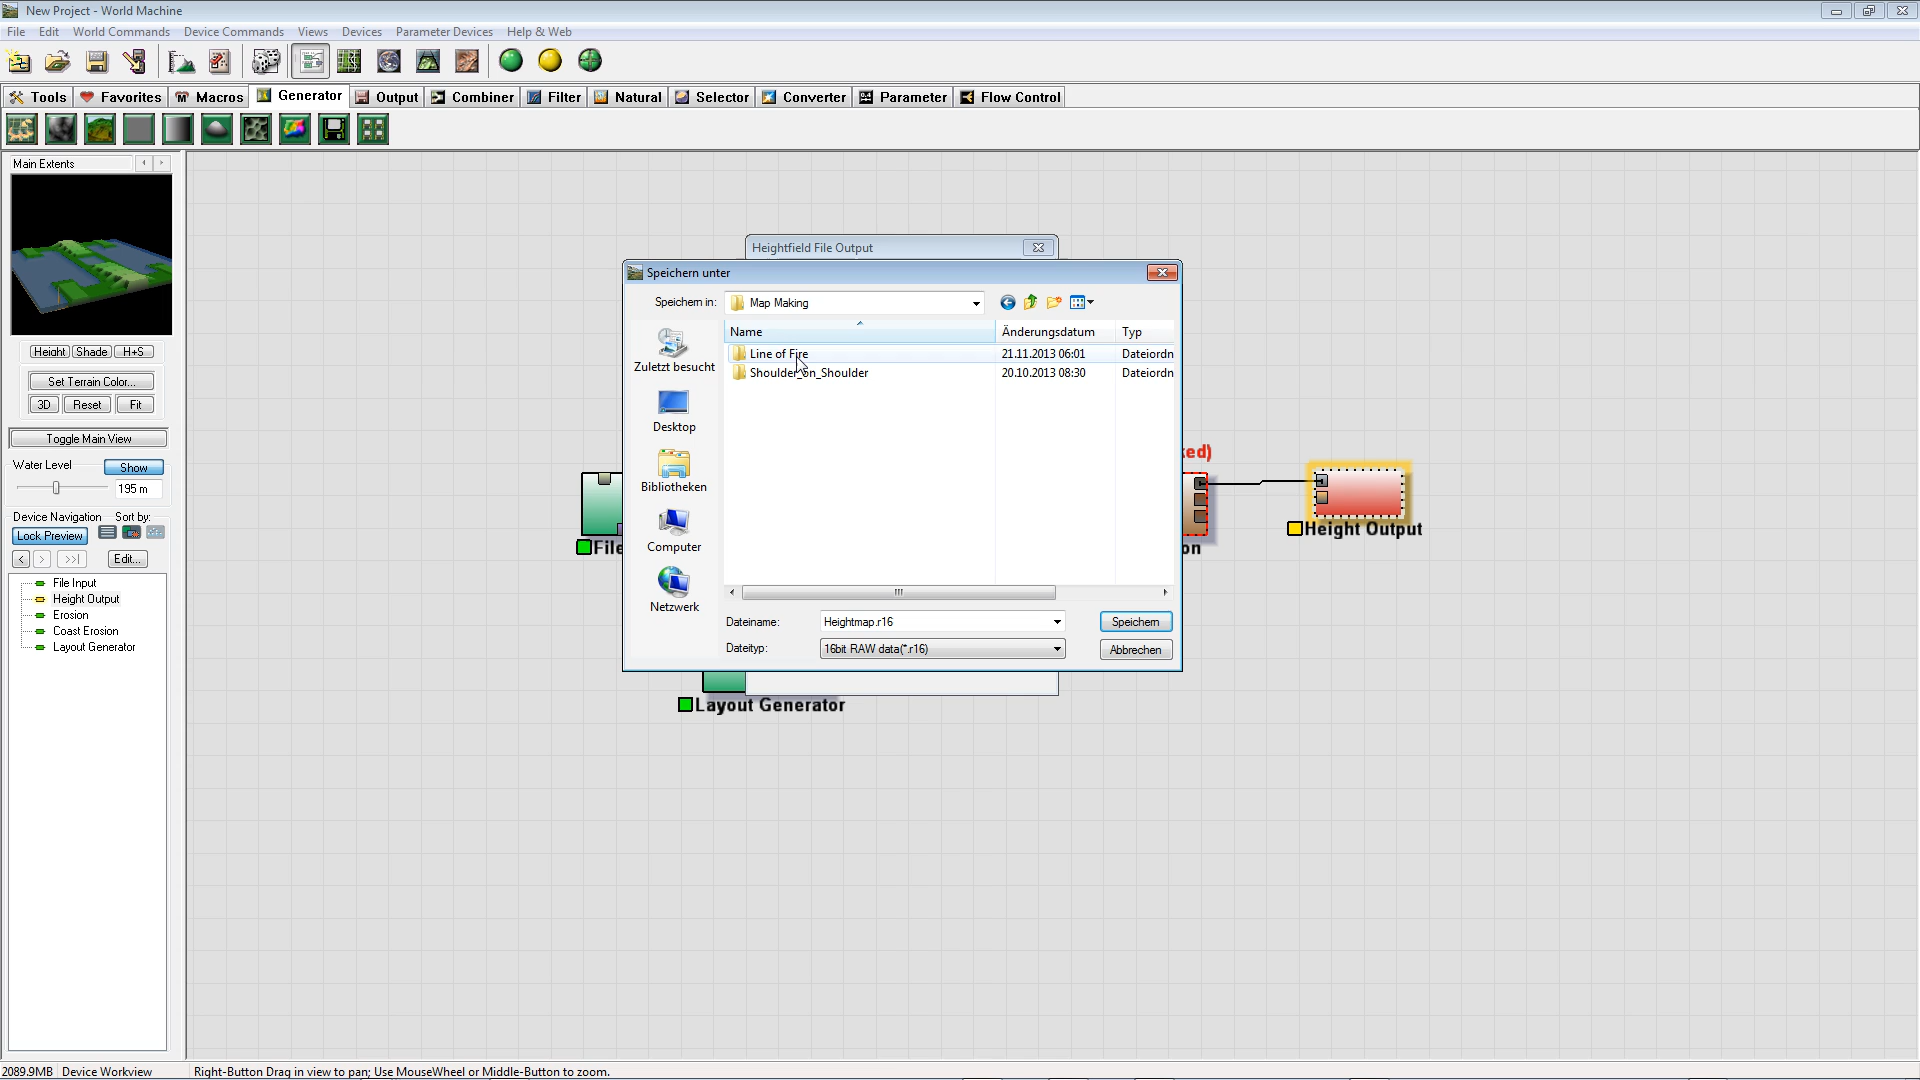 New Project - World Machine
File Edit World Commands Device Commands Views Devices Parameter Devices Help & Web
Tools Favorites Macros Generator Output Combiner Filter Natural Selector Converter Parameter Flow Control
Main Extents
Height Shade H+S
Set Terrain Color...
3D Reset Fit
Toggle Main View
Water Level Show
195 m
Device Navigation Sort by:
Lock Preview
< > >>| Edit...
File Input
Height Output
Erosion
Coast Erosion
Layout Generator
Heightfield File Output
Speichern unter
Speichern in: Map Making
Name Änderungsdatum Typ
Line of Fire 21.11.2013 06:01 Dateiordn
Shoulder_on_Shoulder 20.10.2013 08:30 Dateiordn
Zuletzt besucht
Desktop
Bibliotheken
Computer
Netzwerk
Dateiname: Heightmap.r16 Speichern
Dateityp: 16bit RAW data(*.r16) Abbrechen
ked)
File
on
Height Output
Layout Generator
2089.9MB Device Workview Right-Button Drag in view to pan; Use MouseWheel or Middle-Button to zoom.